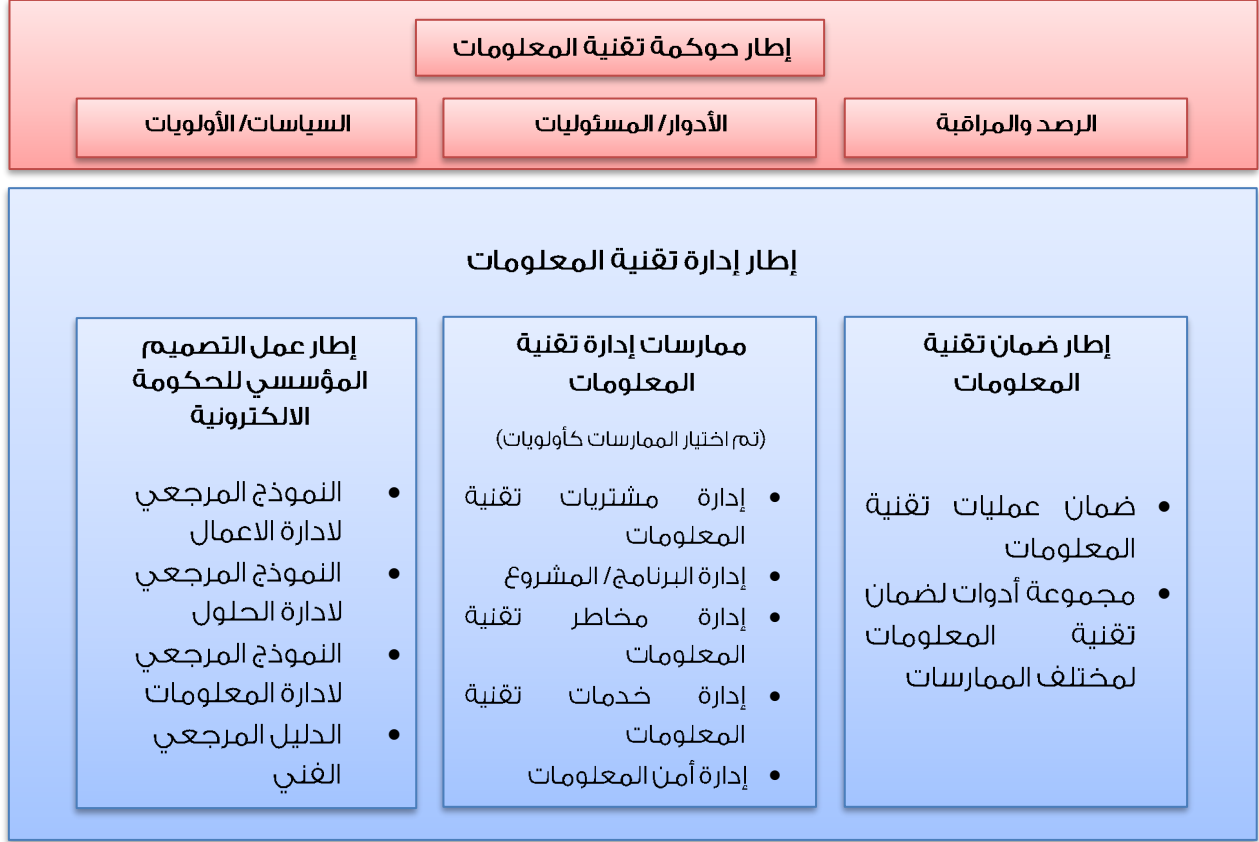 إطار حوكمة تقنية المعلومات
الرصد والمراقبة
الأدوار/ المسئوليات
السياسات/ الأولويات
إطار إدارة تقنية المعلومات
إطار ضمان تقنية
المعلومات
• ضمان عمليات تقنية
المعلومات
• مجموعة أدوات لضمان
تقنية المعلومات
لمختلف الممارسات
ممارسات إدارة تقنية
المعلومات
(تم اختيار الممارسات كأولويات)
• إدارة مشتريات تقنية
المعلومات
• إدارة البرنامج/ المشروع
• إدارة مخاطر تقنية
المعلومات
• إدارة خدمات تقنية
المعلومات
• إدارة أمن المعلومات
إطار عمل التصميم
المؤسسي للحكومة
الالكترونية
• النموذج المرجعي
لادارة الاعمال
• النموذج المرجعي
لادارة الحلول
• النموذج المرجعي
لادارة المعلومات
• الدليل المرجعي
الفني